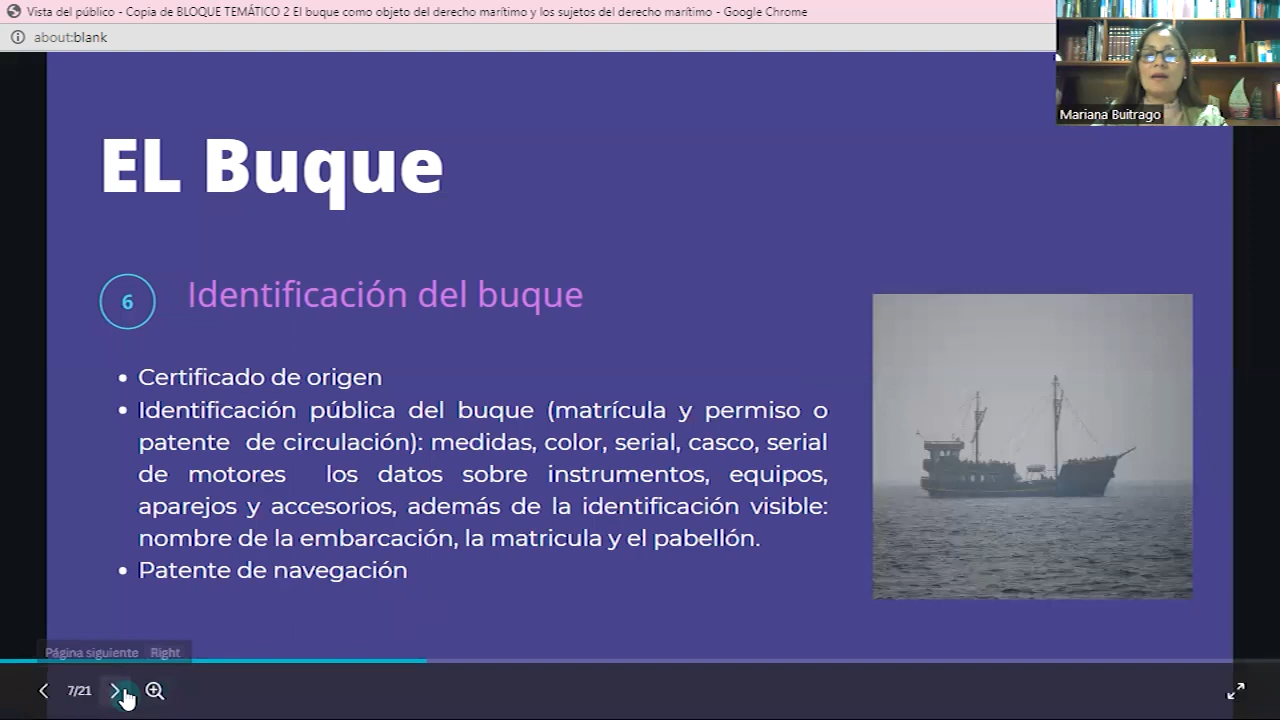 Vista del público - Copia de BLOQUE TEMÁTICO 2 El buque como objeto del derecho marítimo y los sujetos del derecho marítimo - Google Chrome
about:blank
Mariana Buitrago
EL Buque
6
Identificación del buque
• Certificado de origen
• Identificación pública del buque (matrícula y permiso o
patente de circulación): medidas, color, serial, casco, serial
de motores los datos sobre instrumentos, equipos,
aparejos y accesorios, además de la identificación visible:
nombre de la embarcación, la matricula y el pabellón.
• Patente de navegación
Página siguiente Right
7/21